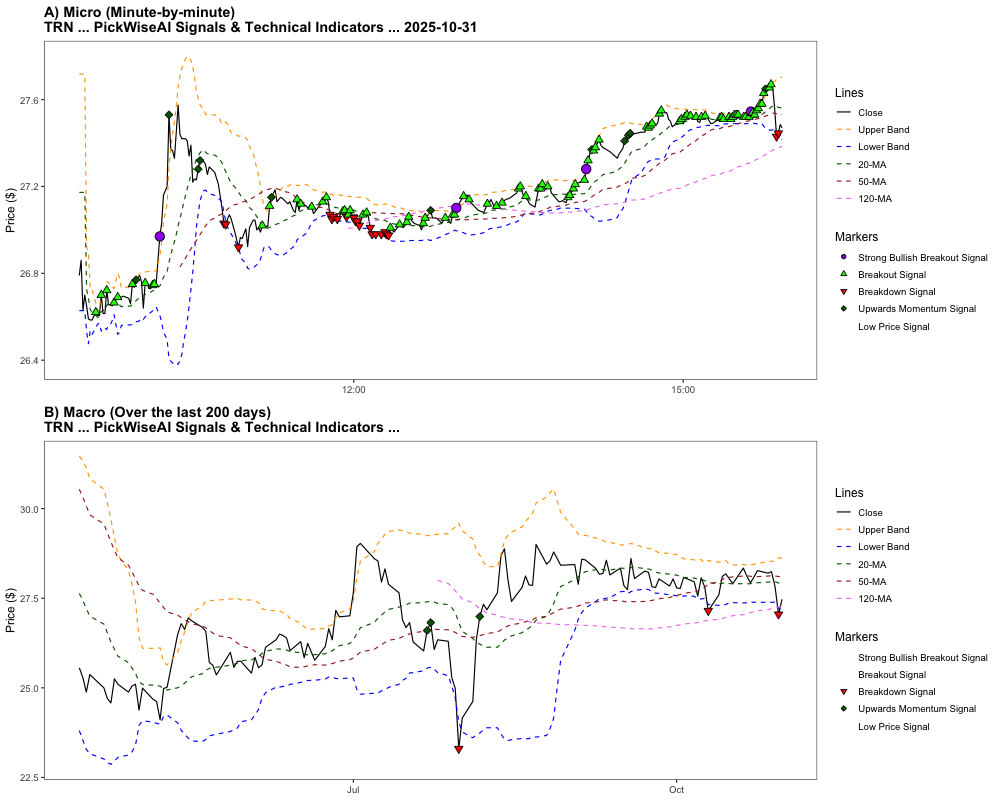 A) Micro (Minute-by-minute)
TRN ... PickWiseAI Signals & Technical Indicators ... 2025-10-31
Price ($)
27.6
27.2
26.8
26.4
12:00
15:00
Lines
Close
Upper Band
Lower Band
20-MA
50-MA
120-MA
Markers
Strong Bullish Breakout Signal
Breakout Signal
Breakdown Signal
Upwards Momentum Signal
Low Price Signal
B) Macro (Over the last 200 days)
TRN ... PickWiseAI Signals & Technical Indicators ...
Price ($)
30.0
27.5
25.0
22.5
Jul
Oct
Lines
Close
Upper Band
Lower Band
20-MA
50-MA
120-MA
Markers
Strong Bullish Breakout Signal
Breakout Signal
Breakdown Signal
Upwards Momentum Signal
Low Price Signal